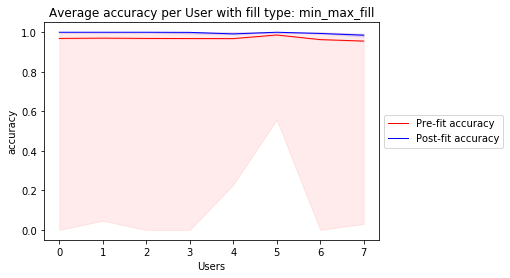 Average accuracy per User with fill type: min_max_fill
1.0
0.8
0.6
0.4
0.2
0.0
accuracy
0 1 2 3 4 5 6 7
Users
Pre-fit accuracy
Post-fit accuracy